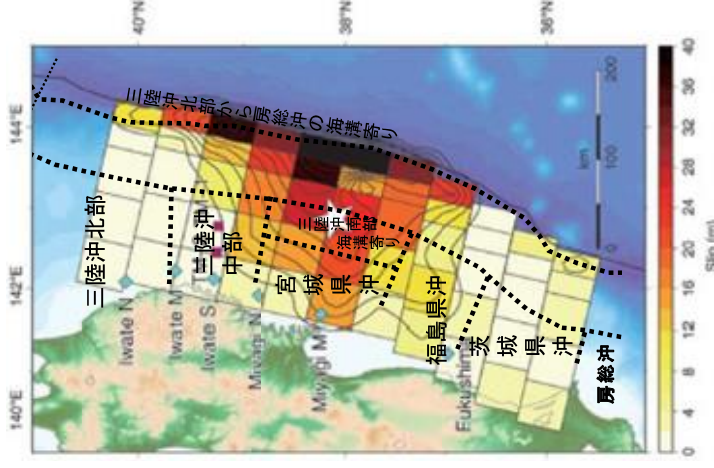 40°N
38°N
36°N
144°E
142°E
140°E
三陸沖北部から房総沖の海溝寄り
三陸沖北部
三陸沖
中部
三陸沖南部
海溝寄り
宮城県沖
福島県沖
茨城県沖
房総沖
Iwate N
Iwate M
Iwate S
Miyagi N
Miyagi M
Fukushima
km
0
100
200
0
4
8
12
16
20
24
28
32
36
40
Slip (m)